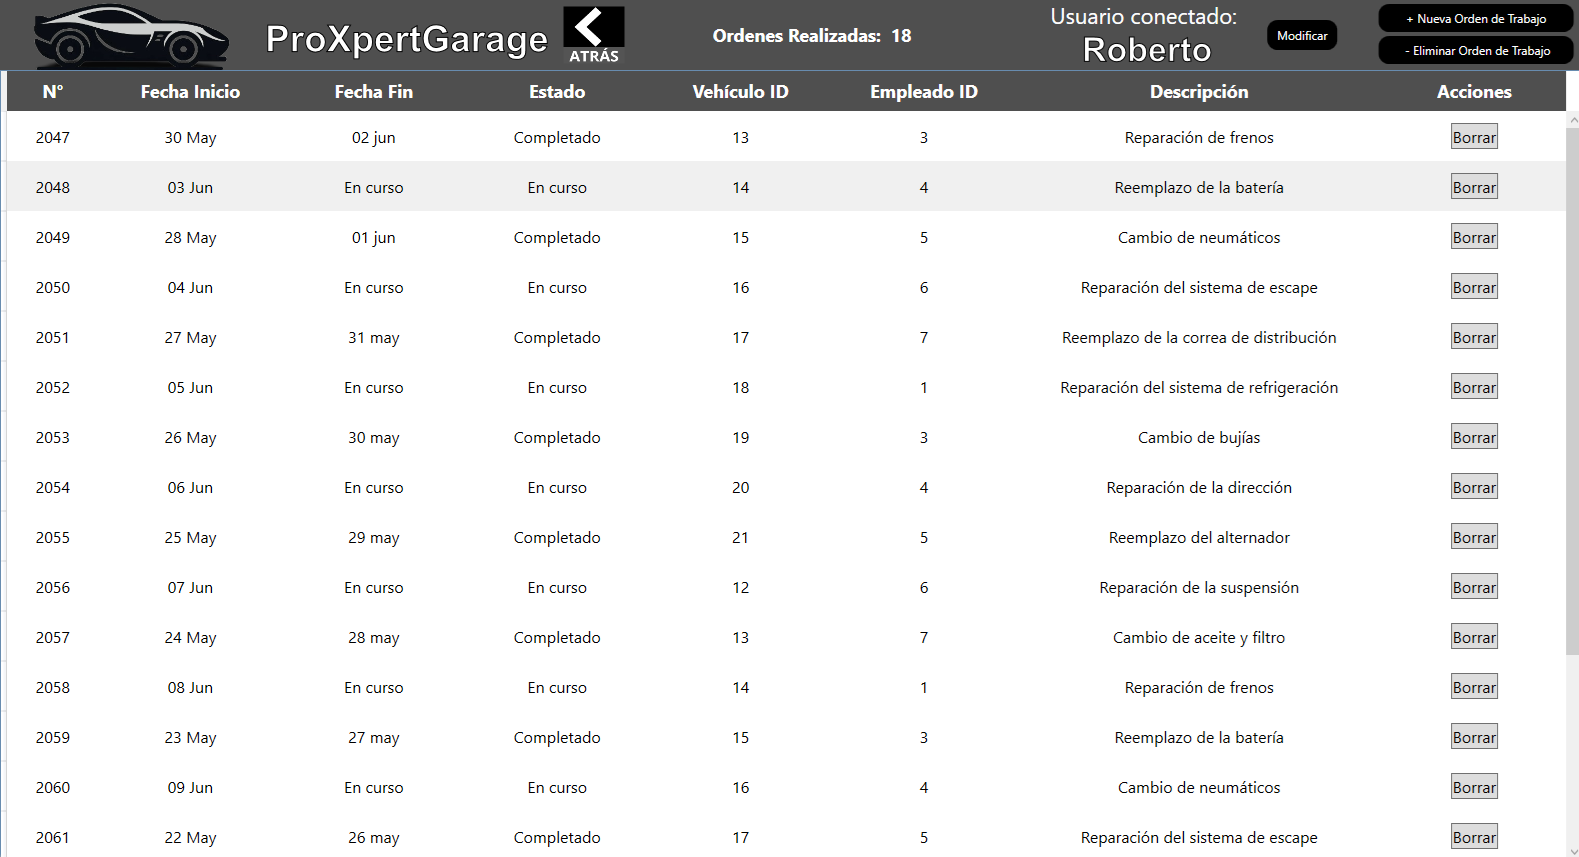 ProXpertGarage
ATRÁS
Ordenes Realizadas: 18
Usuario conectado:
Roberto
Modificar
+ Nueva Orden de Trabajo
- Eliminar Orden de Trabajo
N° Fecha Inicio Fecha Fin Estado Vehículo ID Empleado ID Descripción Acciones
2047 30 May 02 jun Completado 13 3 Reparación de frenos Borrar
2048 03 Jun En curso En curso 14 4 Reemplazo de la batería Borrar
2049 28 May 01 jun Completado 15 5 Cambio de neumáticos Borrar
2050 04 Jun En curso En curso 16 6 Reparación del sistema de escape Borrar
2051 27 May 31 may Completado 17 7 Reemplazo de la correa de distribución Borrar
2052 05 Jun En curso En curso 18 1 Reparación del sistema de refrigeración Borrar
2053 26 May 30 may Completado 19 3 Cambio de bujías Borrar
2054 06 Jun En curso En curso 20 4 Reparación de la dirección Borrar
2055 25 May 29 may Completado 21 5 Reemplazo del alternador Borrar
2056 07 Jun En curso En curso 12 6 Reparación de la suspensión Borrar
2057 24 May 28 may Completado 13 7 Cambio de aceite y filtro Borrar
2058 08 Jun En curso En curso 14 1 Reparación de frenos Borrar
2059 23 May 27 may Completado 15 3 Reemplazo de la batería Borrar
2060 09 Jun En curso En curso 16 4 Cambio de neumáticos Borrar
2061 22 May 26 may Completado 17 5 Reparación del sistema de escape Borrar